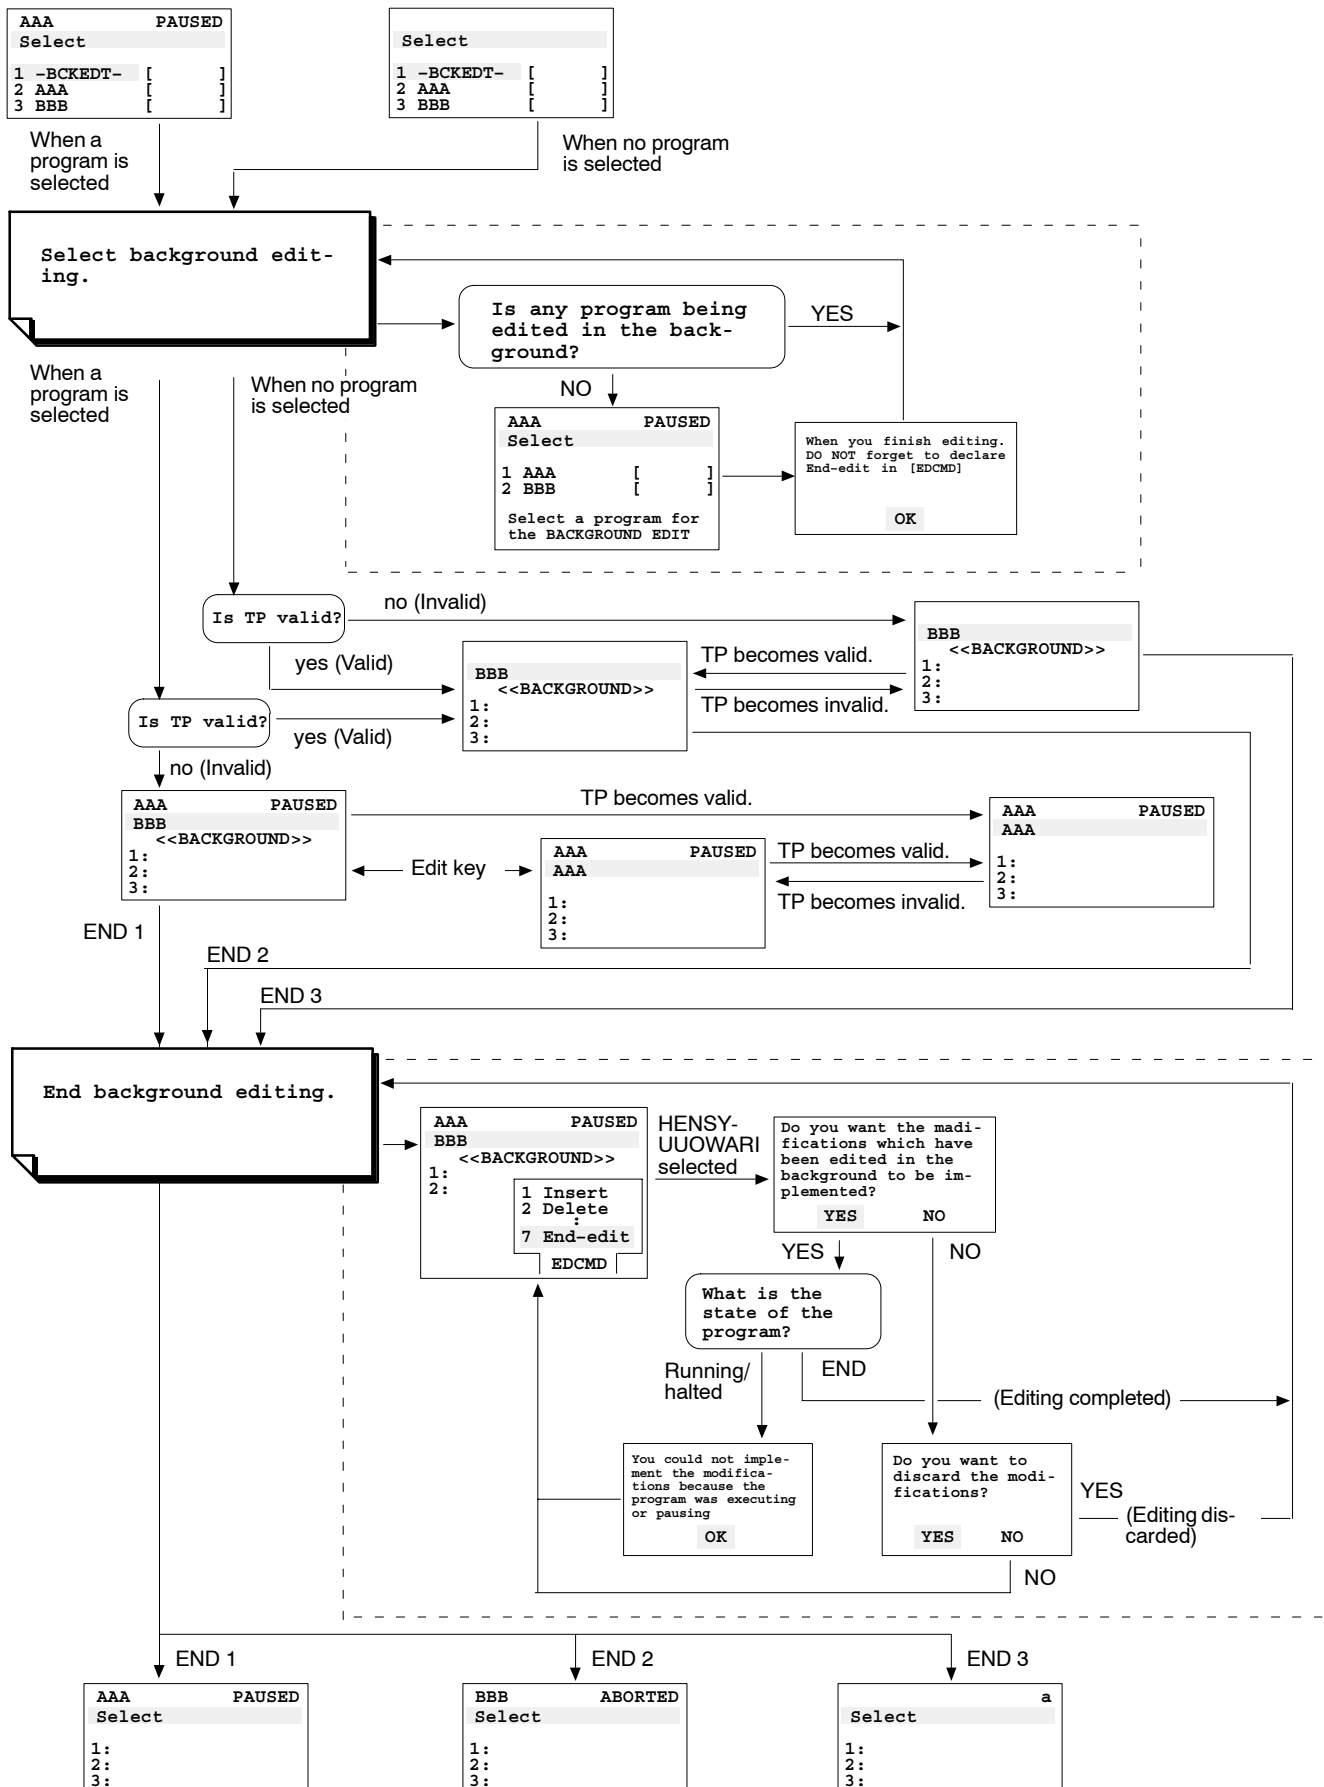 AAA PAUSED
Select
1 -BCKEDT- [ ]
2 AAA [ ]
3 BBB [ ]
Select
1 -BCKEDT- [ ]
2 AAA [ ]
3 BBB [ ]
When a
program is
selected
When no program
is selected
Select background edit-
ing.
Is any program being
edited in the back-
ground?
YES
NO
When a
program is
selected
When no program
is selected
AAA PAUSED
Select
1 AAA [ ]
2 BBB [ ]
Select a program for
the BACKGROUND EDIT
When you finish editing.
DO NOT forget to declare
End-edit in [EDCMD]
OK
Is TP valid?
no (Invalid)
yes (Valid)
BBB
<<BACKGROUND>>
1:
2:
3:
TP becomes valid.
TP becomes invalid.
BBB
<<BACKGROUND>>
1:
2:
3:
Is TP valid?
yes (Valid)
no (Invalid)
AAA PAUSED
BBB
<<BACKGROUND>>
1:
2:
3:
TP becomes valid.
Edit key
AAA PAUSED
AAA
1:
2:
3:
TP becomes valid.
TP becomes invalid.
AAA PAUSED
AAA
1:
2:
3:
END 1
END 2
END 3
End background editing.
AAA PAUSED
BBB
<<BACKGROUND>>
1:
2:
1 Insert
2 Delete
:
7 End-edit
EDCMD
HENSY-
UUOWARI
selected
Do you want the madi-
fications which have
been edited in the
background to be im-
plemented?
YES NO
YES
NO
What is the
state of the
program?
Running/
halted
END
(Editing completed)
You could not imple-
ment the modifica-
tions because the
program was executing
or pausing
OK
Do you want to
discard the modi-
fications?
YES NO
YES
(Editing dis-
carded)
NO
END 1
END 2
END 3
AAA PAUSED
Select
1:
2:
3:
BBB ABORTED
Select
1:
2:
3:
a
Select
1:
2:
3: